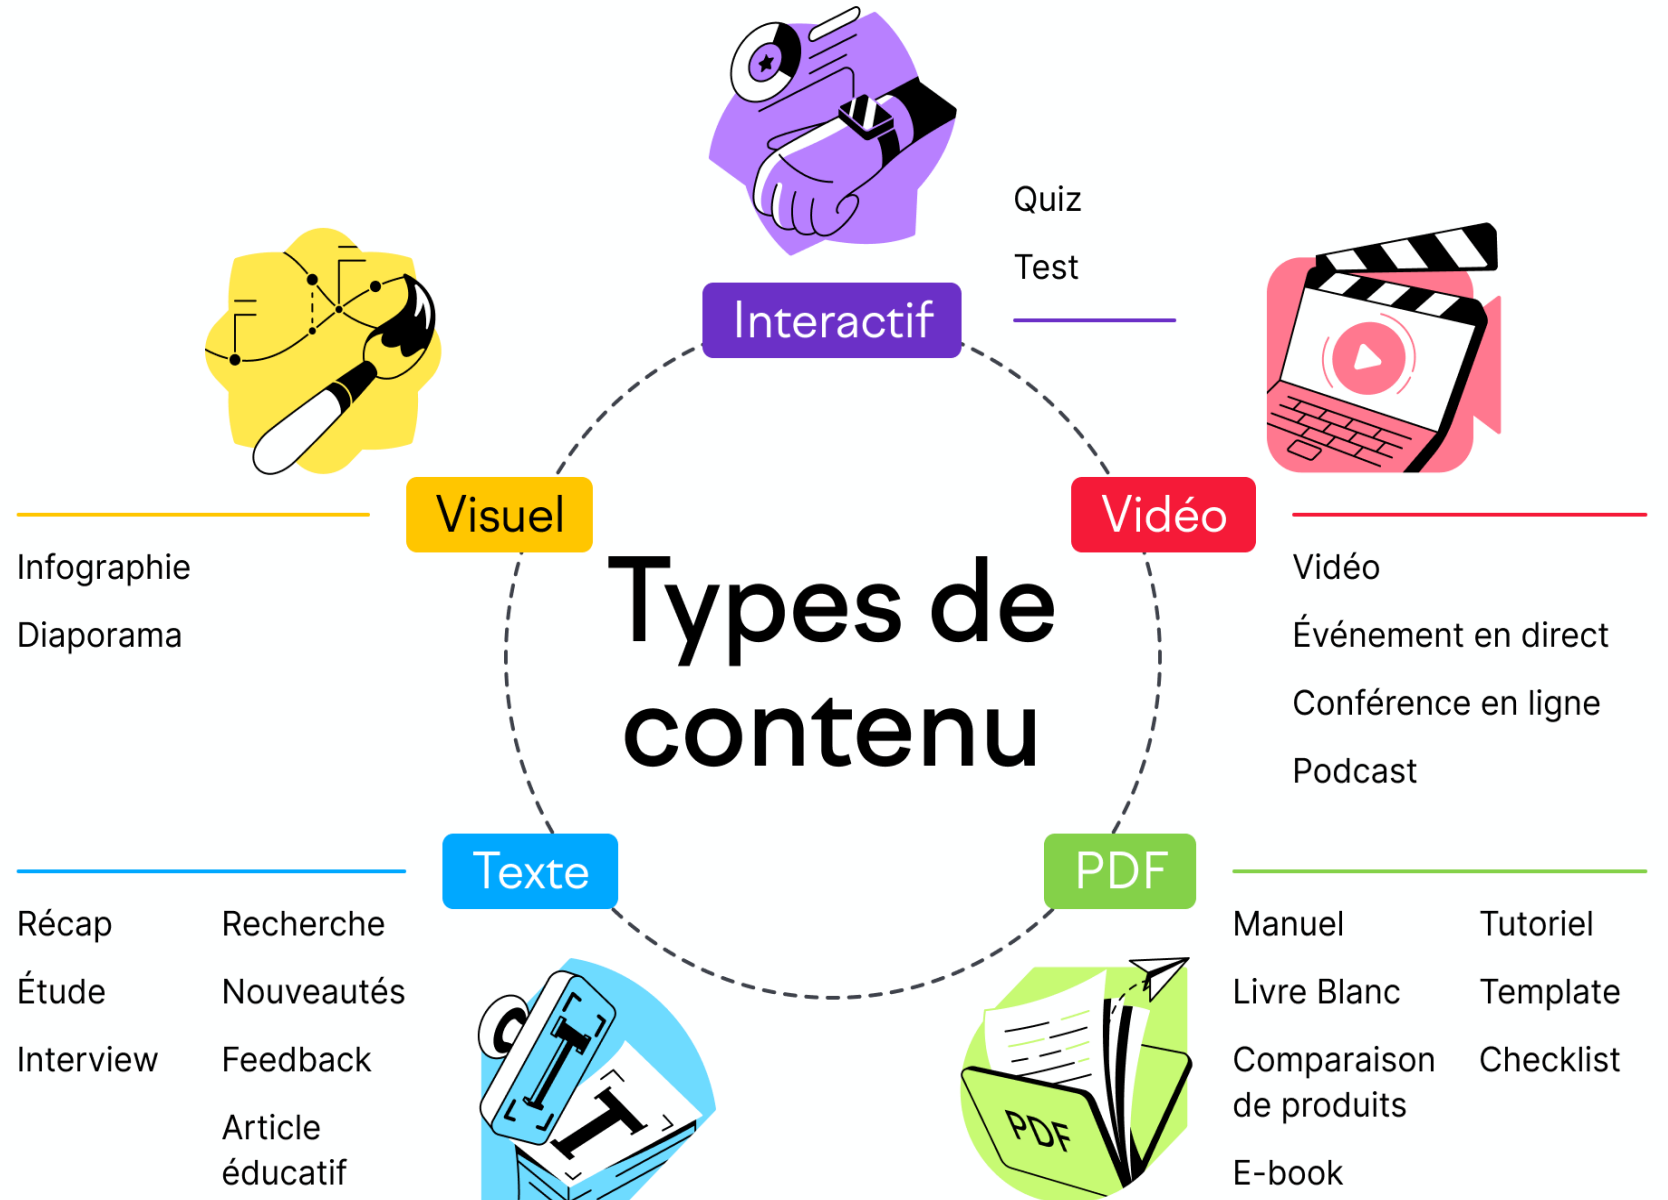 Quiz
Test
Interactif
Visuel
Infographie
Diaporama
Types de
contenu
Vidéo
Vidéo
Événement en direct
Conférence en ligne
Podcast
Texte
Récap
Étude
Interview
Recherche
Nouveautés
Feedback
Article
éducatif
T
PDF
Manuel
Livre Blanc
Comparaison
de produits
E-book
Tutoriel
Template
Checklist
PDF